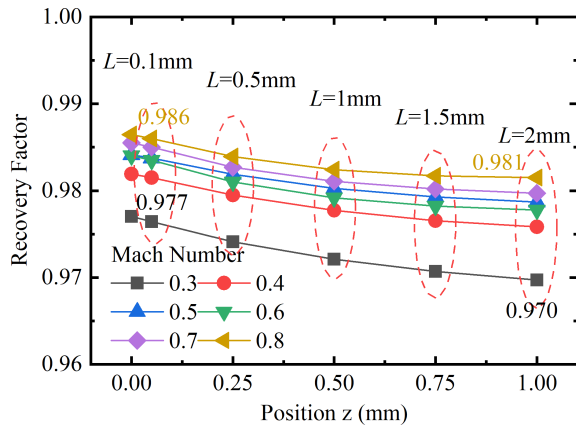 1.00
0.99
0.98
0.97
0.96
Recovery Factor
L=0.1mm
L=0.5mm
L=1mm
L=1.5mm
L=2mm
0.986
0.981
0.977
0.970
Mach Number
0.3 0.4
0.5 0.6
0.7 0.8
0.00 0.25 0.50 0.75 1.00
Position z (mm)